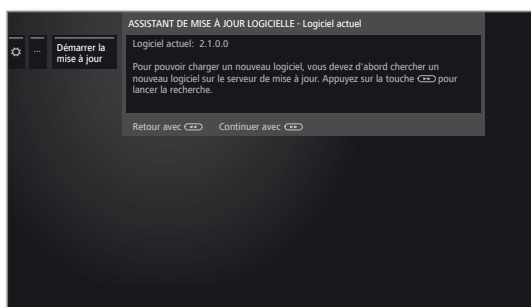 ASSISTANT DE MISE À JOUR LOGICIELLE - Logiciel actuel
...
Démarrer la
mise à jour
Logiciel actuel: 2.1.0.0
Pour pouvoir charger un nouveau logiciel, vous devez d'abord chercher un
nouveau logiciel sur le serveur de mise à jour. Appuyez sur la touche pour
lancer la recherche.
Retour avec Continuer avec